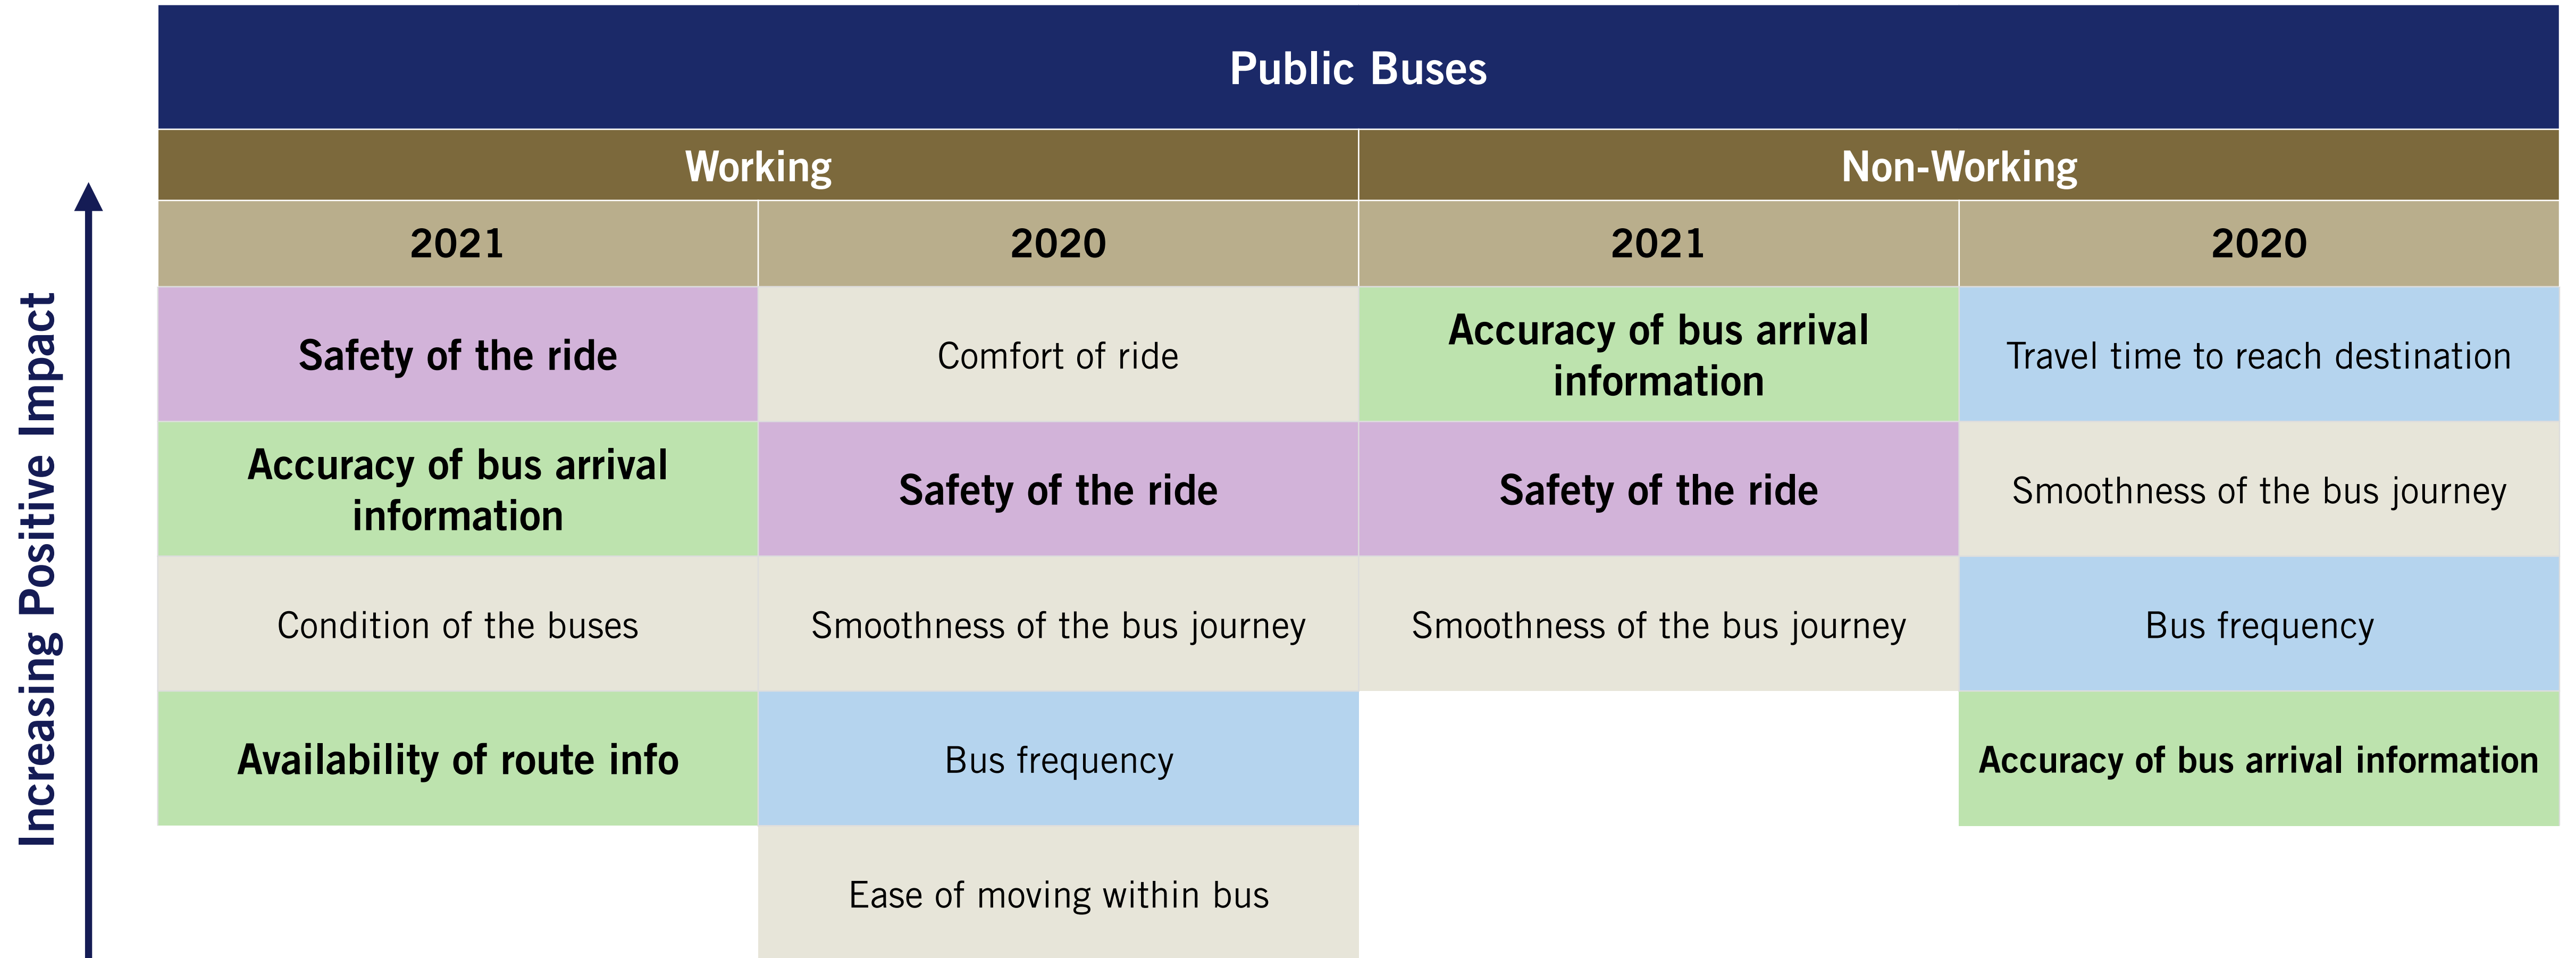 Public Buses
Working
Non-Working
2021
2020
2021
2020
Increasing Positive Impact
Safety of the ride
Comfort of ride
Accuracy of bus arrival
information
Travel time to reach destination
Accuracy of bus arrival
information
Safety of the ride
Safety of the ride
Smoothness of the bus journey
Condition of the buses
Smoothness of the bus journey
Smoothness of the bus journey
Bus frequency
Availability of route info
Bus frequency
Accuracy of bus arrival information
Ease of moving within bus